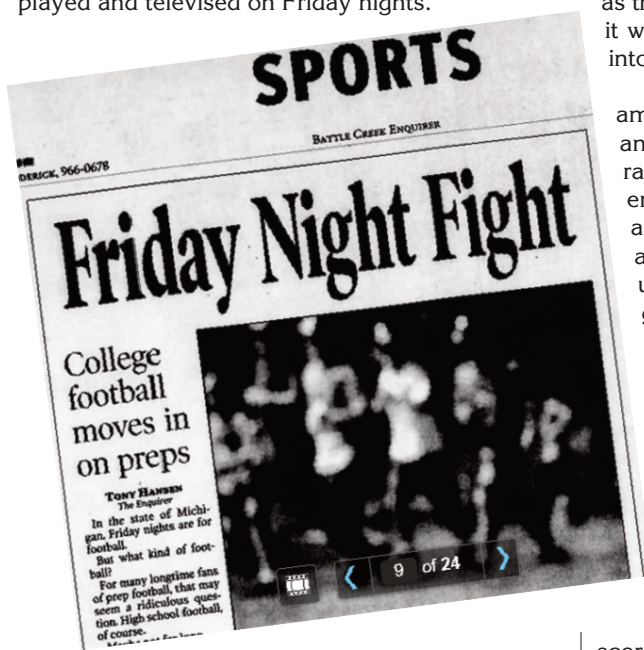 played and televised on Friday nights.
as th
it w
into
am
an
ra
er
a
a
u
g
SPORTS
BATTLE CREEK ENQUIRER
DERICK, 966-0678
Friday Night Fight
College
football
moves in
on preps
TONY HANSEN
The Enquirer
In the state of Michi-
gan, Friday nights are for
football.
But what kind of foot-
ball?
For many longtime fans
of prep football, that may
seem a ridiculous ques-
tion. High school football,
of course.
9 of 24